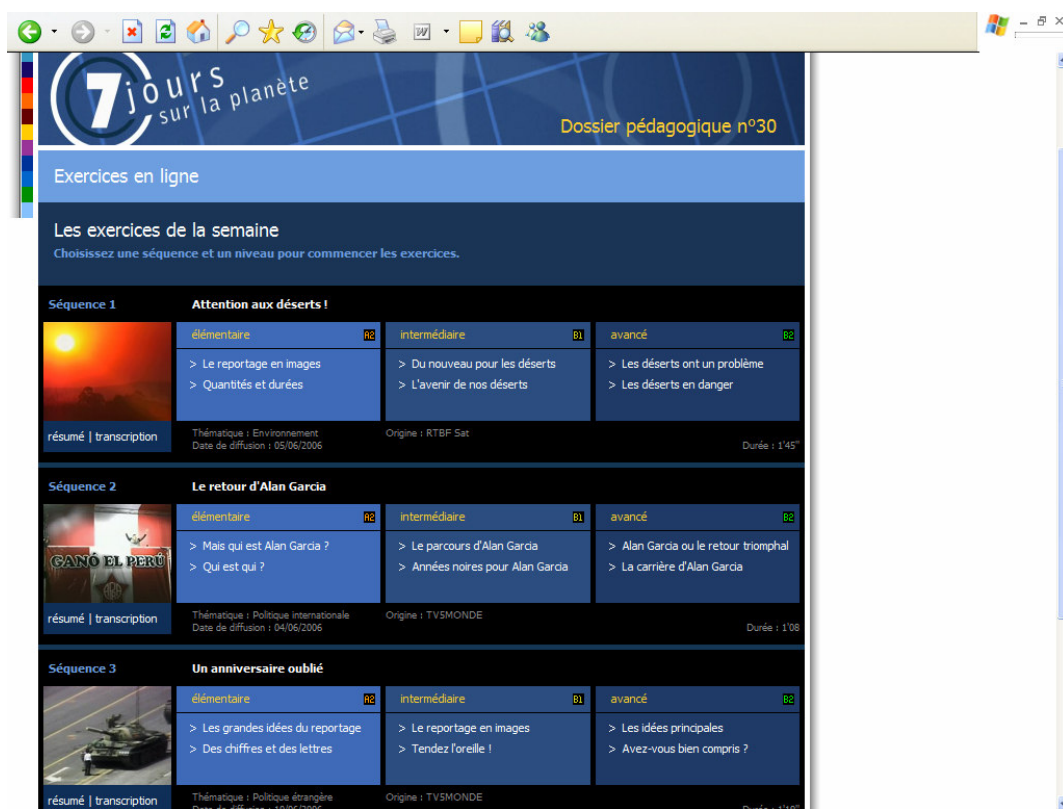 7 jours
sur la planète
Dossier pédagogique n°30
Exercices en ligne
Les exercices de la semaine
Choisissez une séquence et un niveau pour commencer les exercices.
Séquence 1
Attention aux déserts !
élémentaire A2
intermédiaire B1
avancé B2
> Le reportage en images
> Quantités et durées
> Du nouveau pour les déserts
> L'avenir de nos déserts
> Les déserts ont un problème
> Les déserts en danger
résumé | transcription
Thématique : Environnement
Date de diffusion : 05/06/2006
Origine : RTBF Sat
Durée : 1'45"
Séquence 2
Le retour d'Alan Garcia
élémentaire A2
intermédiaire B1
avancé B2
GANÓ EL PERÚ
> Mais qui est Alan Garcia ?
> Qui est qui ?
> Le parcours d'Alan Garcia
> Années noires pour Alan Garcia
> Alan Garcia ou le retour triomphal
> La carrière d'Alan Garcia
résumé | transcription
Thématique : Politique internationale
Date de diffusion : 04/06/2006
Origine : TV5MONDE
Durée : 1'08
Séquence 3
Un anniversaire oublié
élémentaire A2
intermédiaire B1
avancé B2
> Les grandes idées du reportage
> Des chiffres et des lettres
> Le reportage en images
> Tendez l'oreille !
> Les idées principales
> Avez-vous bien compris ?
résumé | transcription
Thématique : Politique étrangère
Origine : TV5MONDE